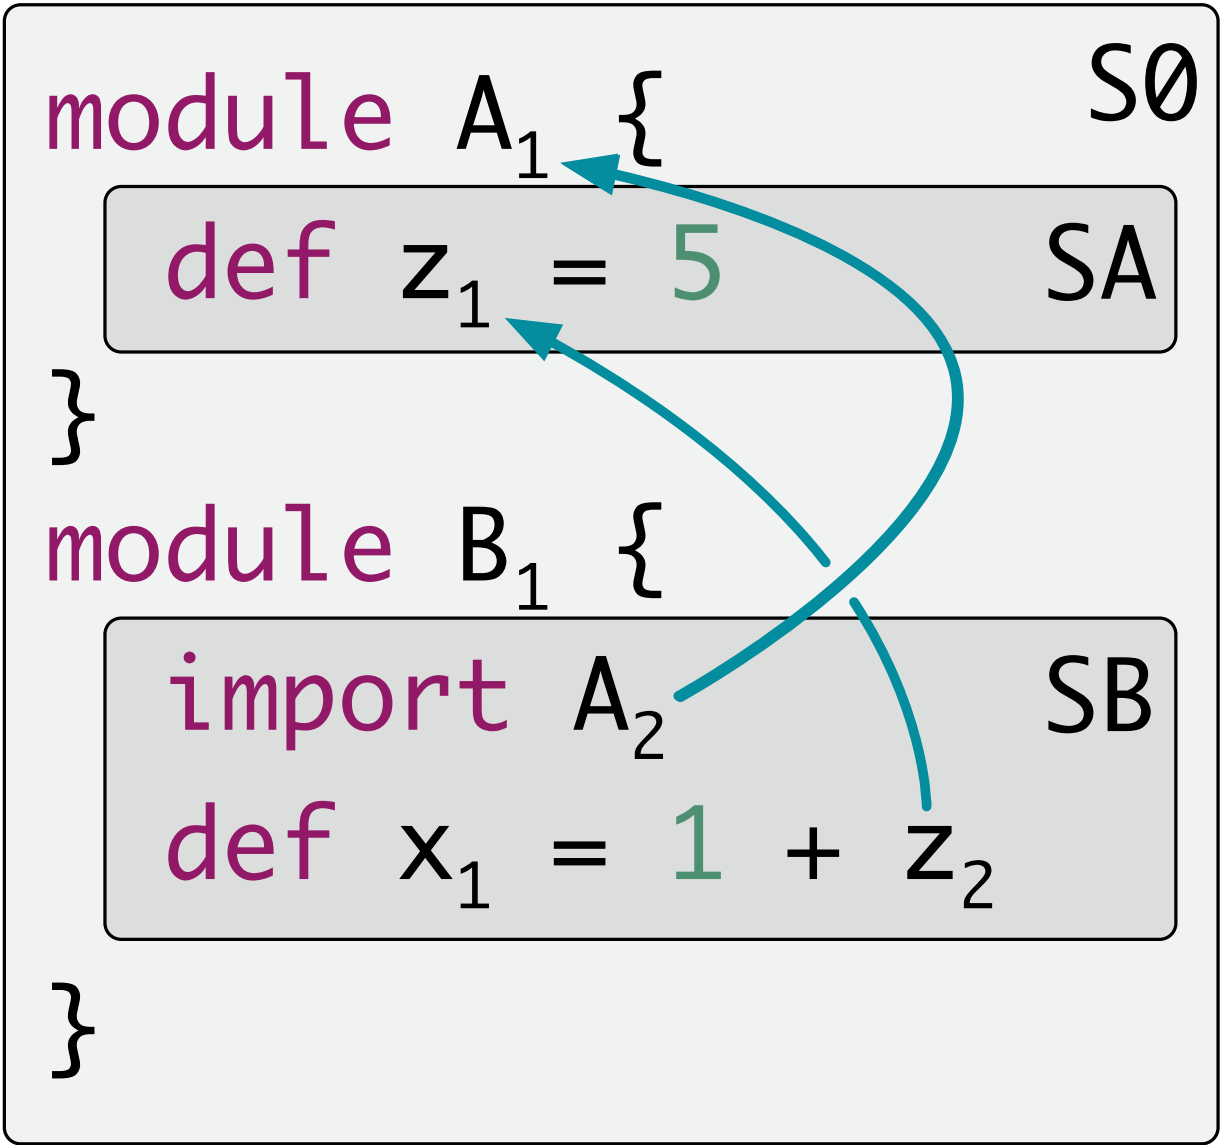 S0
module A₁ {
def z₁ = 5 SA
}
module B₁ {
import A₂ SB
def x₁ = 1 + z₂
}